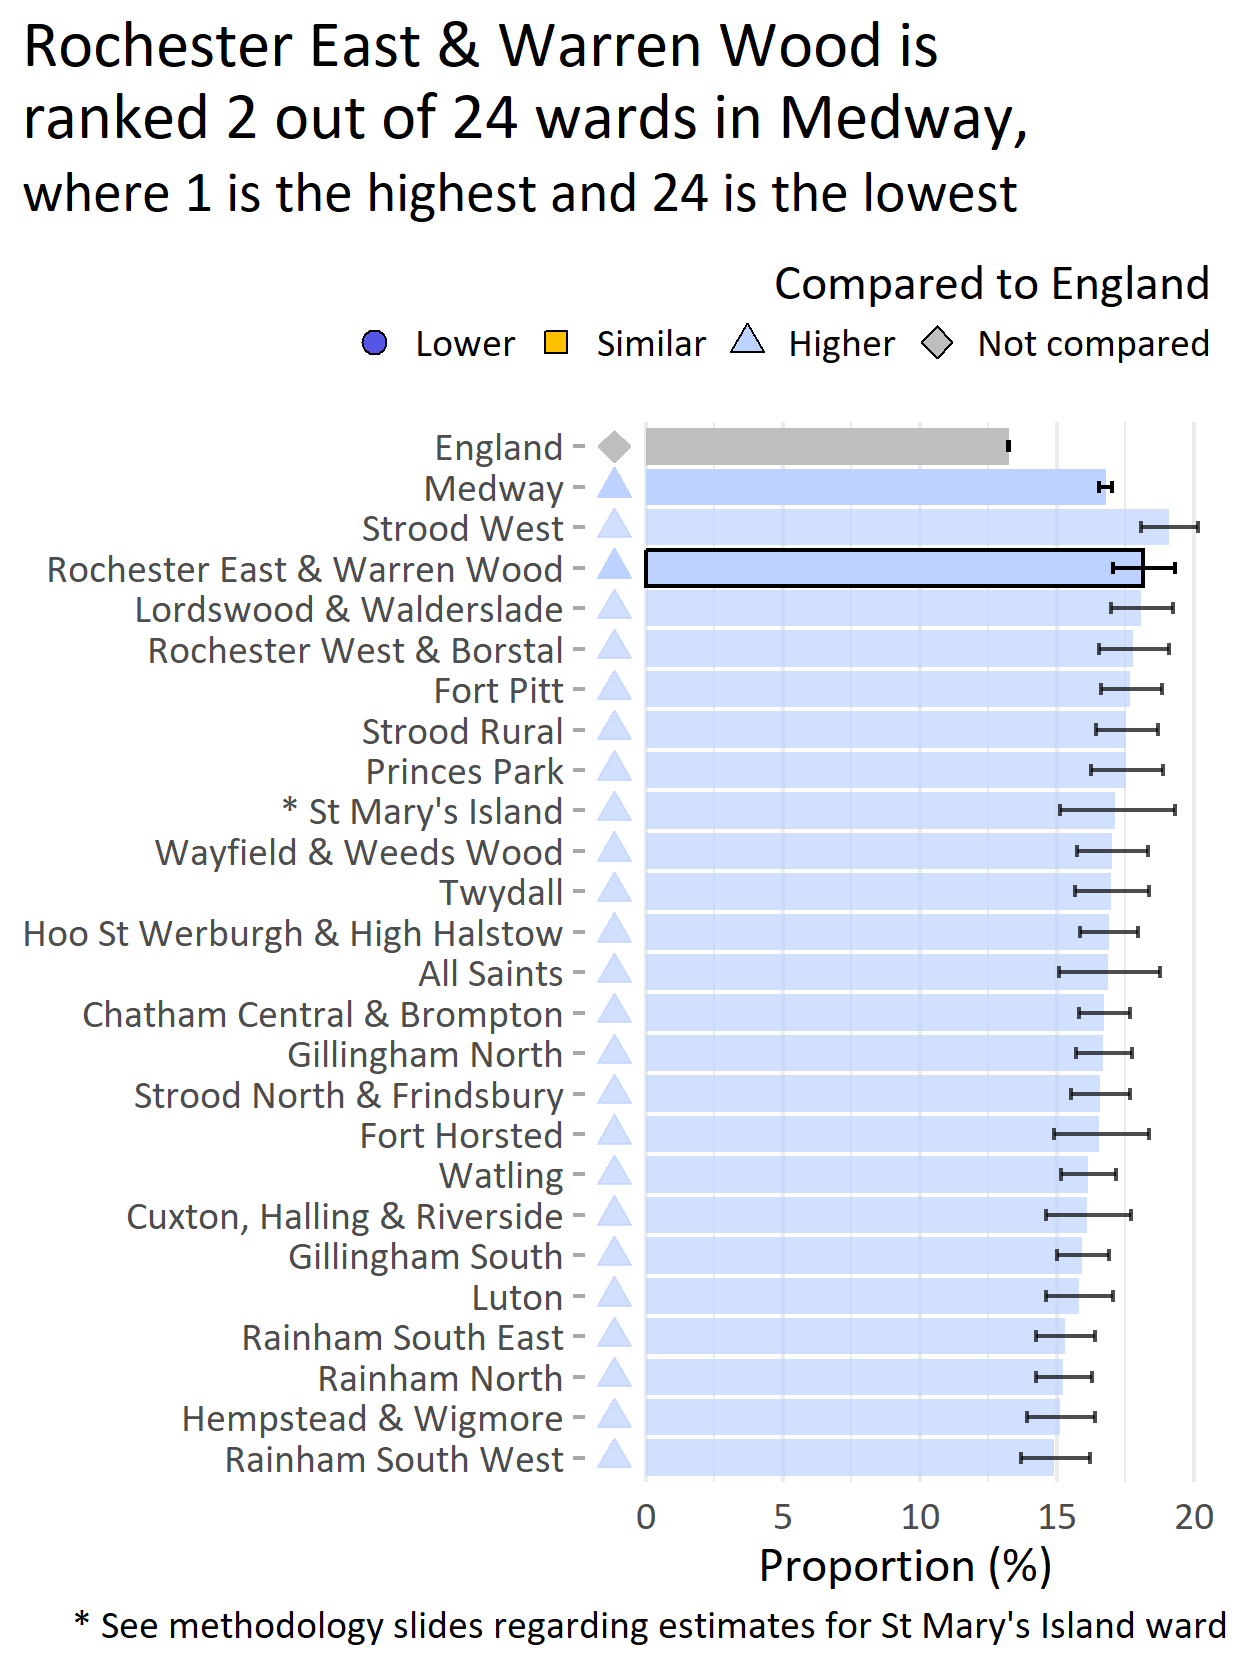 Rochester East & Warren Wood is
ranked 2 out of 24 wards in Medway,
where 1 is the highest and 24 is the lowest
Compared to England
Lower Similar Higher Not compared
England
Medway
Strood West
Rochester East & Warren Wood
Lordswood & Walderslade
Rochester West & Borstal
Fort Pitt
Strood Rural
Princes Park
* St Mary's Island
Wayfield & Weeds Wood
Twydall
Hoo St Werburgh & High Halstow
All Saints
Chatham Central & Brompton
Gillingham North
Strood North & Frindsbury
Fort Horsted
Watling
Cuxton, Halling & Riverside
Gillingham South
Luton
Rainham South East
Rainham North
Hempstead & Wigmore
Rainham South West
0 5 10 15 20
Proportion (%)
* See methodology slides regarding estimates for St Mary's Island ward